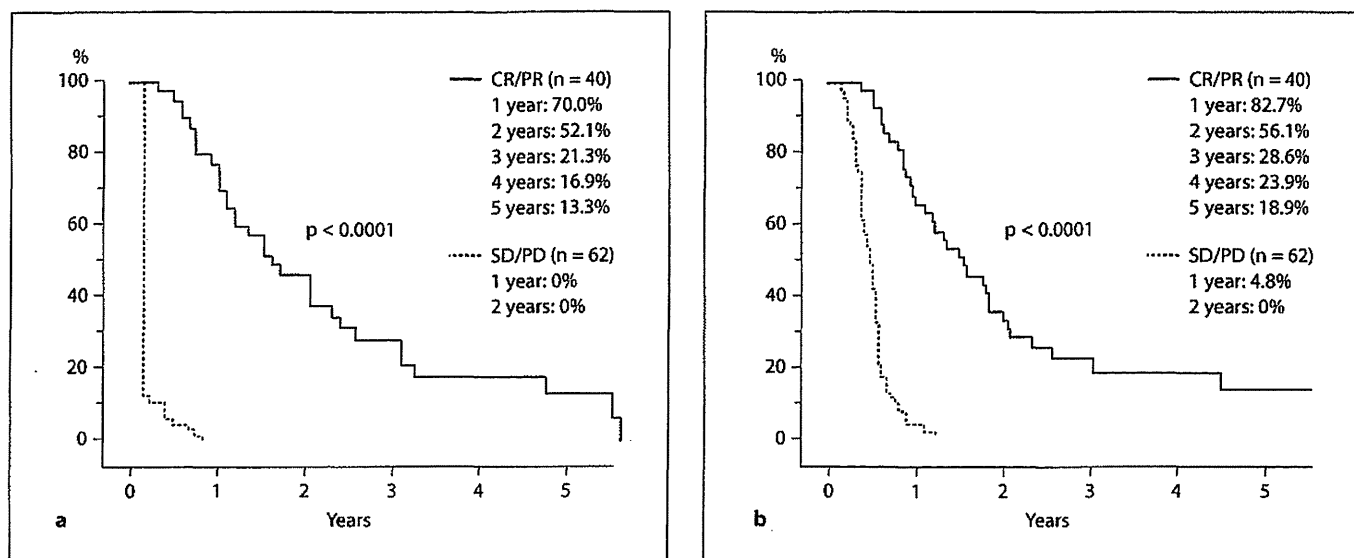 %
100
80
60
40
20
0
0 1 2 3 4 5
Years
a
CR/PR (n = 40)
1 year: 70.0%
2 years: 52.1%
3 years: 21.3%
4 years: 16.9%
5 years: 13.3%
p < 0.0001
SD/PD (n = 62)
1 year: 0%
2 years: 0%
%
100
80
60
40
20
0
0 1 2 3 4 5
Years
b
CR/PR (n = 40)
1 year: 82.7%
2 years: 56.1%
3 years: 28.6%
4 years: 23.9%
5 years: 18.9%
p < 0.0001
SD/PD (n = 62)
1 year: 4.8%
2 years: 0%